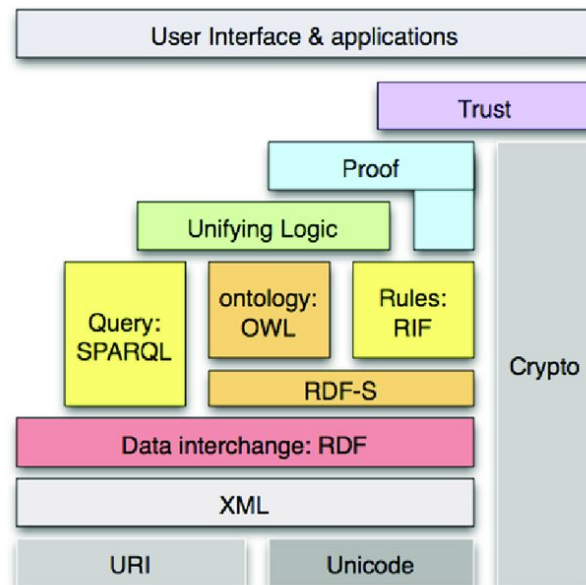 User Interface & applications
Trust
Proof
Unifying Logic
Query:
SPARQL
ontology:
OWL
Rules:
RIF
Crypto
RDF-S
Data interchange: RDF
XML
URI
Unicode